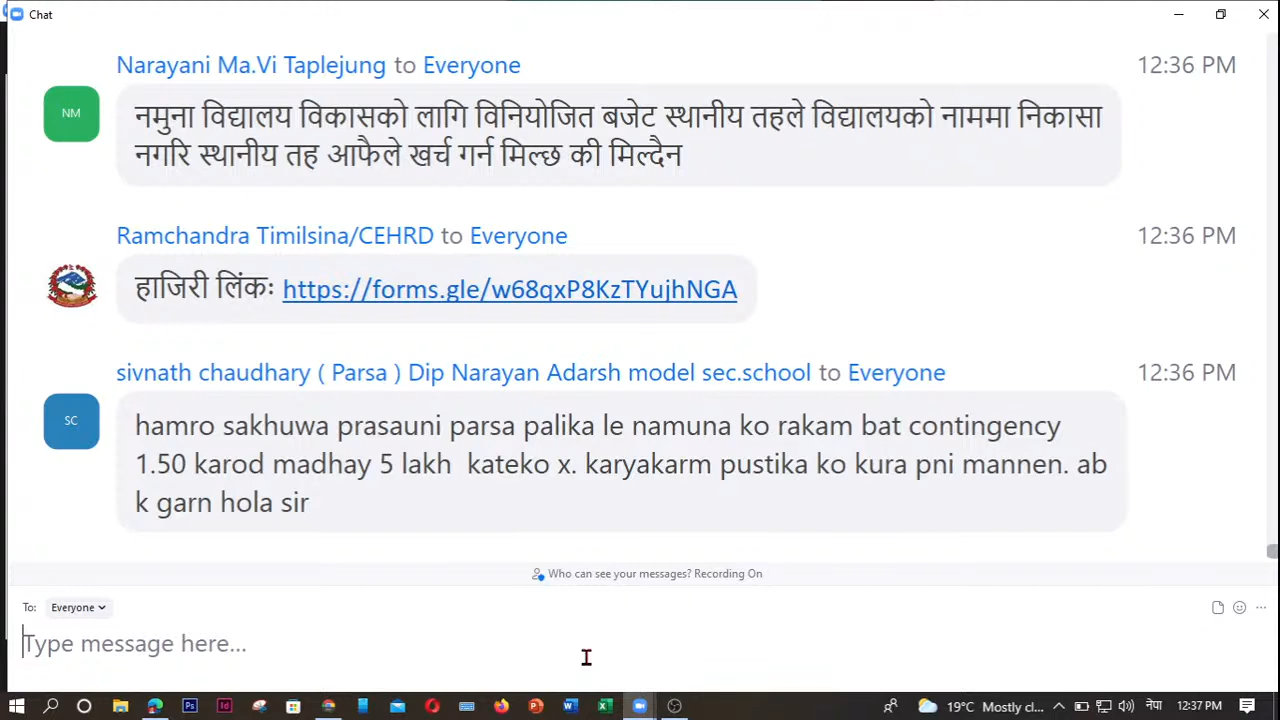 Chat
Narayani Ma.Vi Taplejung to Everyone 12:36 PM
NM
नमुना विद्यालय विकासको लागि विनियोजित बजेट स्थानीय तहले विद्यालयको नाममा निकासा
नगरि स्थानीय तह आफैले खर्च गर्न मिल्छ की मिल्दैन
Ramchandra Timilsina/CEHRD to Everyone 12:36 PM
हाजिरी लिंकः https://forms.gle/w68qxP8KzTYujhNGA
sivnath chaudhary ( Parsa ) Dip Narayan Adarsh model sec.school to Everyone 12:36 PM
SC
hamro sakhuwa prasauni parsa palika le namuna ko rakam bat contingency
1.50 karod madhay 5 lakh kateko x. karyakarm pustika ko kura pni mannen. ab
k garn hola sir
Who can see your messages? Recording On
To: Everyone
Type message here...
19°C Mostly cl... नेपा 12:37 PM